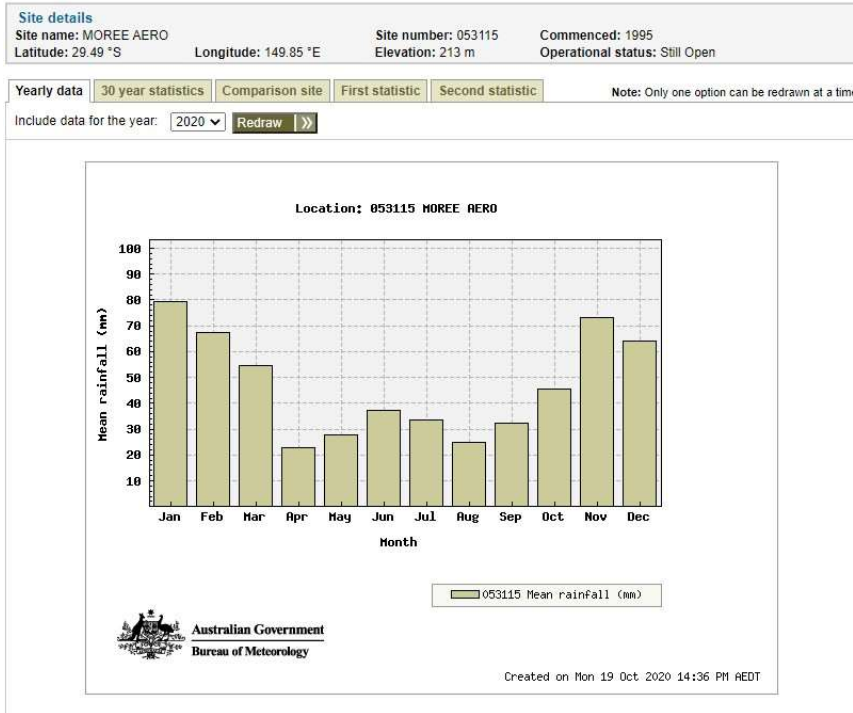 Site details
Site name: MOREE AERO Site number: 053115 Commenced: 1995
Latitude: 29.49 °S Longitude: 149.85 °E Elevation: 213 m Operational status: Still Open
Yearly data 30 year statistics Comparison site First statistic Second statistic Note: Only one option can be redrawn at a time
Include data for the year: 2020 Redraw
Location: 053115 MOREE AERO
100
90
80
70
60
50
40
30
20
10
Mean rainfall (mm)
Jan Feb Mar Apr May Jun Jul Aug Sep Oct Nov Dec
Month
053115 Mean rainfall (mm)
Australian Government
Bureau of Meteorology
Created on Mon 19 Oct 2020 14:36 PM AEDT